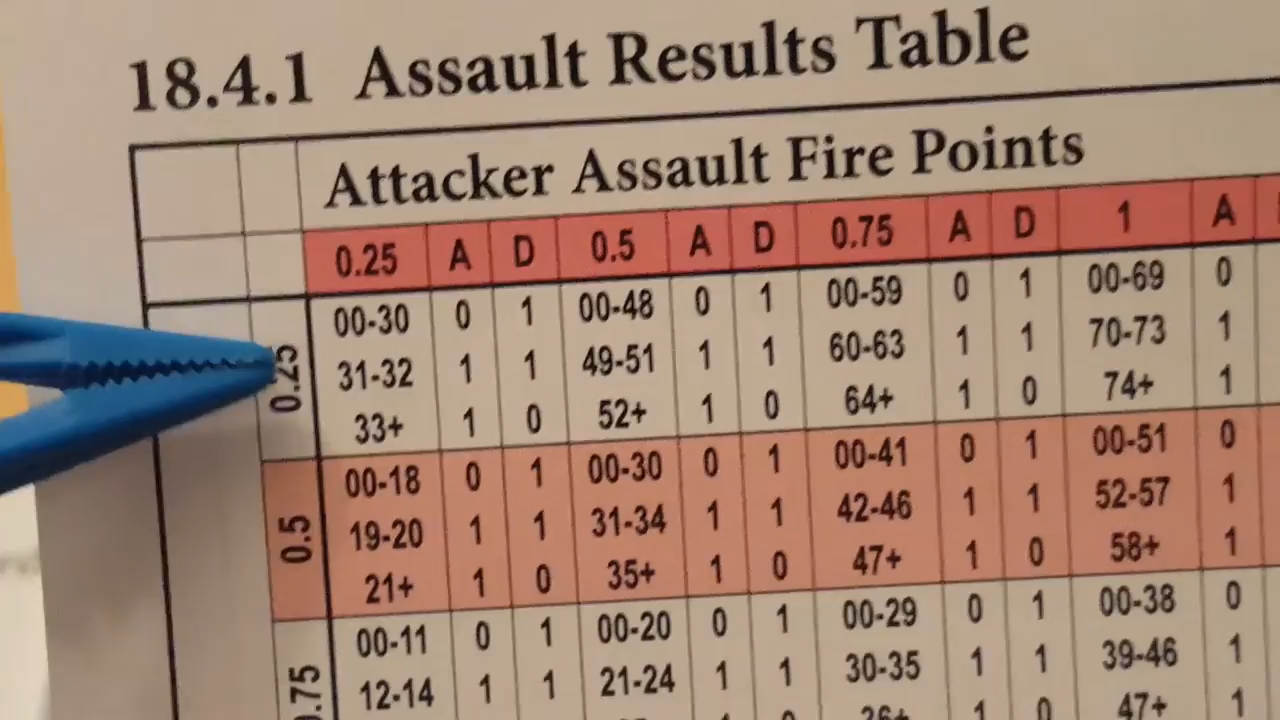 18.4.1 Assault Results Table
Attacker Assault Fire Points
0.25 A D 0.5 A D 0.75 A D 1 A
0.25
00-30 0 1 00-48 0 1 00-59 0 1 00-69 0
31-32 1 1 49-51 1 1 60-63 1 1 70-73 1
33+ 1 0 52+ 1 0 64+ 1 0 74+ 1
0.5
00-18 0 1 00-30 0 1 00-41 0 1 00-51 0
19-20 1 1 31-34 1 1 42-46 1 1 52-57 1
21+ 1 0 35+ 1 0 47+ 1 0 58+ 1
.75
00-11 0 1 00-20 0 1 00-29 0 1 00-38 0
12-14 1 1 21-24 1 1 30-35 1 1 39-46 1
1 0 47+ 1